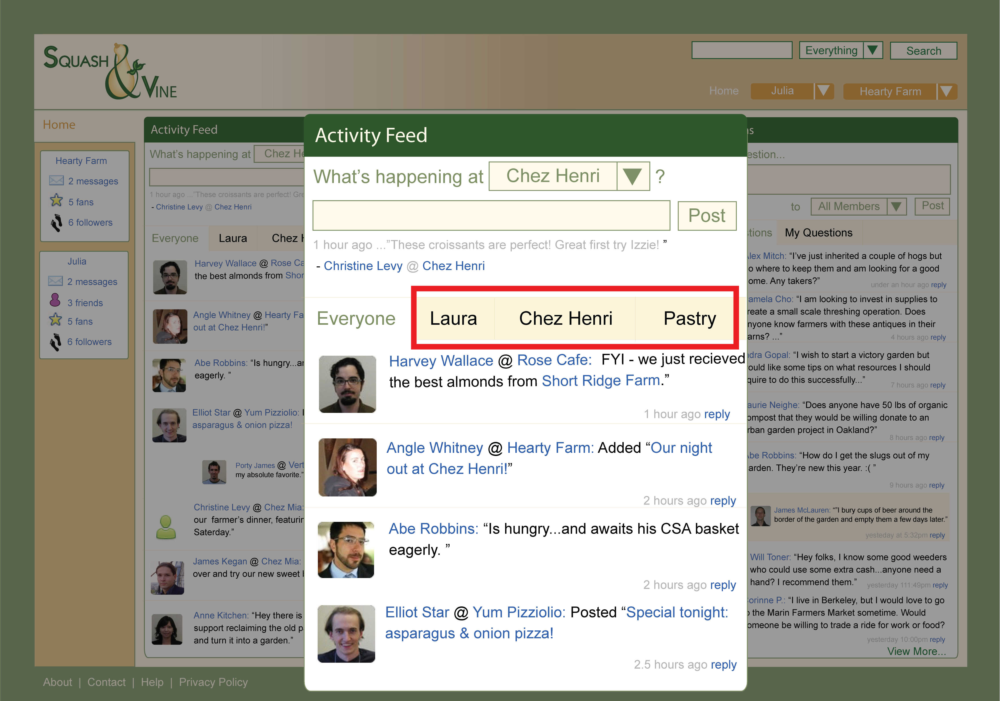 SQUASH & VINE
Everything
Search
Home
Julia
Hearty Farm
Home
Hearty Farm
2 messages
5 fans
6 followers
Julia
2 messages
3 friends
5 fans
6 followers
Activity Feed
What's happening at Chez He
1 hour ago ..."These croissants are perfect! Gre
- Christine Levy @ Chez Henri
Everyone Laura Chez H
Harvey Wallace @ Rose Ca
the best almonds from Shor
Angle Whitney @ Hearty Fa
out at Chez Henri!”
Abe Robbins: “Is hungry...a
eagerly. ”
Elliot Star @ Yum Pizziolio:
asparagus & onion pizza!
Porty James @ Vert
my absolute favorite.”
Christine Levy @ Chez Mia:
our farmer’s dinner, featurin
Saterday.”
James Kegan @ Chez Mia:
over and try our new sweet
Anne Kitchen: “Hey there is
support reclaiming the old p
and turn it into a garden.”
Activity Feed
What’s happening at Chez Henri ?
Post
1 hour ago ...”These croissants are perfect! Great first try Izzie! ”
- Christine Levy @ Chez Henri
Everyone Laura Chez Henri Pastry
Harvey Wallace @ Rose Cafe: FYI - we just recieved
the best almonds from Short Ridge Farm.”
1 hour ago reply
Angle Whitney @ Hearty Farm: Added “Our night
out at Chez Henri!”
2 hours ago reply
Abe Robbins: “Is hungry...and awaits his CSA basket
eagerly. ”
2 hours ago reply
Elliot Star @ Yum Pizziolio: Posted “Special tonight:
asparagus & onion pizza!
2.5 hours ago reply
ns
estion...
to All Members Post
tions My Questions
lex Mitch: “I’ve just inherited a couple of hogs but
o where to keep them and am looking for a good
ome. Any takers?”
under an hour ago reply
amela Cho: “I am looking to invest in supplies to
reate a small scale threshing operation. Does
nyone know farmers with these antiques in their
arns? ...”
4 hours ago reply
dra Gopal: “I wish to start a victory garden but
ould like some tips on what resources I should
quire to do this successfully...”
7 hours ago reply
aurie Neighe: “Does anyone have 50 lbs of organic
ompost that they would be willing donate to an
rban garden project in Oakland?”
8 hours ago reply
be Robbins: “How do I get the slugs out of my
arden. They’re new this year. :( ”
9 hours ago reply
James McLauren: “”I bury cups of beer around the
border of the garden and empty them a few days later.”
yesteday at 5:32pm reply
Will Toner: “Hey folks, I know some good weeders
who could use some extra cash...anyone need a
hand? I recommend them.”
yesterday 111:49pm reply
orinne P.: “I live in Berkeley, but I would love to go
the Marin Farmers Market sometime. Would
omeone be willing to trade a ride for work or food?
yesterday 10:00pm reply
View More...
About | Contact | Help | Privacy Policy